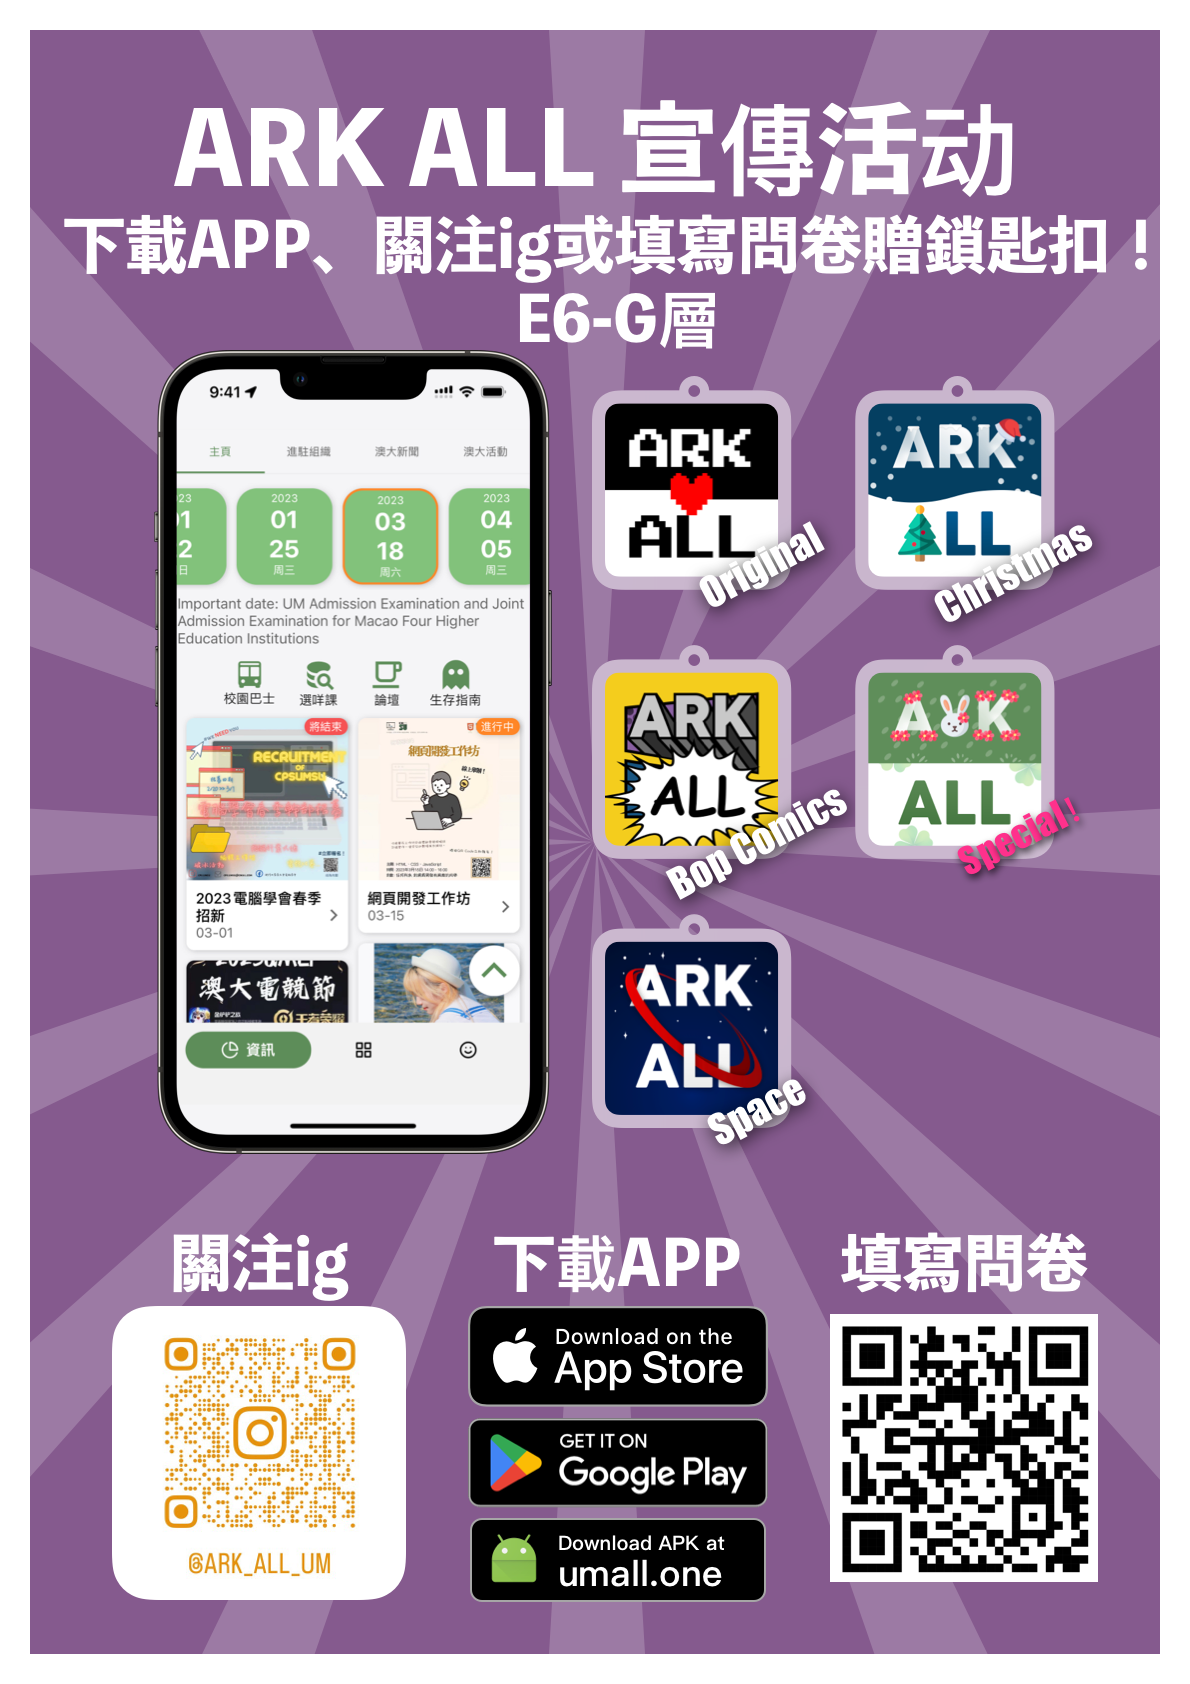 ARK ALL 宣傳活动
下載APP、關注ig或填寫問卷贈鎖匙扣！
E6-G層
9:41
主頁 進駐組織 澳大新聞 澳大活動
2023 01 25 周三
2023 03 18 周六
2023 04 05 周三
Important date: UM Admission Examination and Joint
Admission Examination for Macao Four Higher
Education Institutions
校園巴士 選咩課 論壇 生存指南
將結束
RECRUITMENT
OF
CPSUMSU
2023電腦學會春季
招新
03-01
進行中
網頁開發工作坊
網頁開發工作坊
03-15
澳大電競節
資訊
ARK
ALL
Original
ARK
ALL
Christmas
ARK
ALL
Bop Comics
A K
ALL
Special!
ARK
ALL
Space
關注ig
@ARK_ALL_UM
下載APP
Download on the
App Store
GET IT ON
Google Play
Download APK at
umall.one
填寫問卷